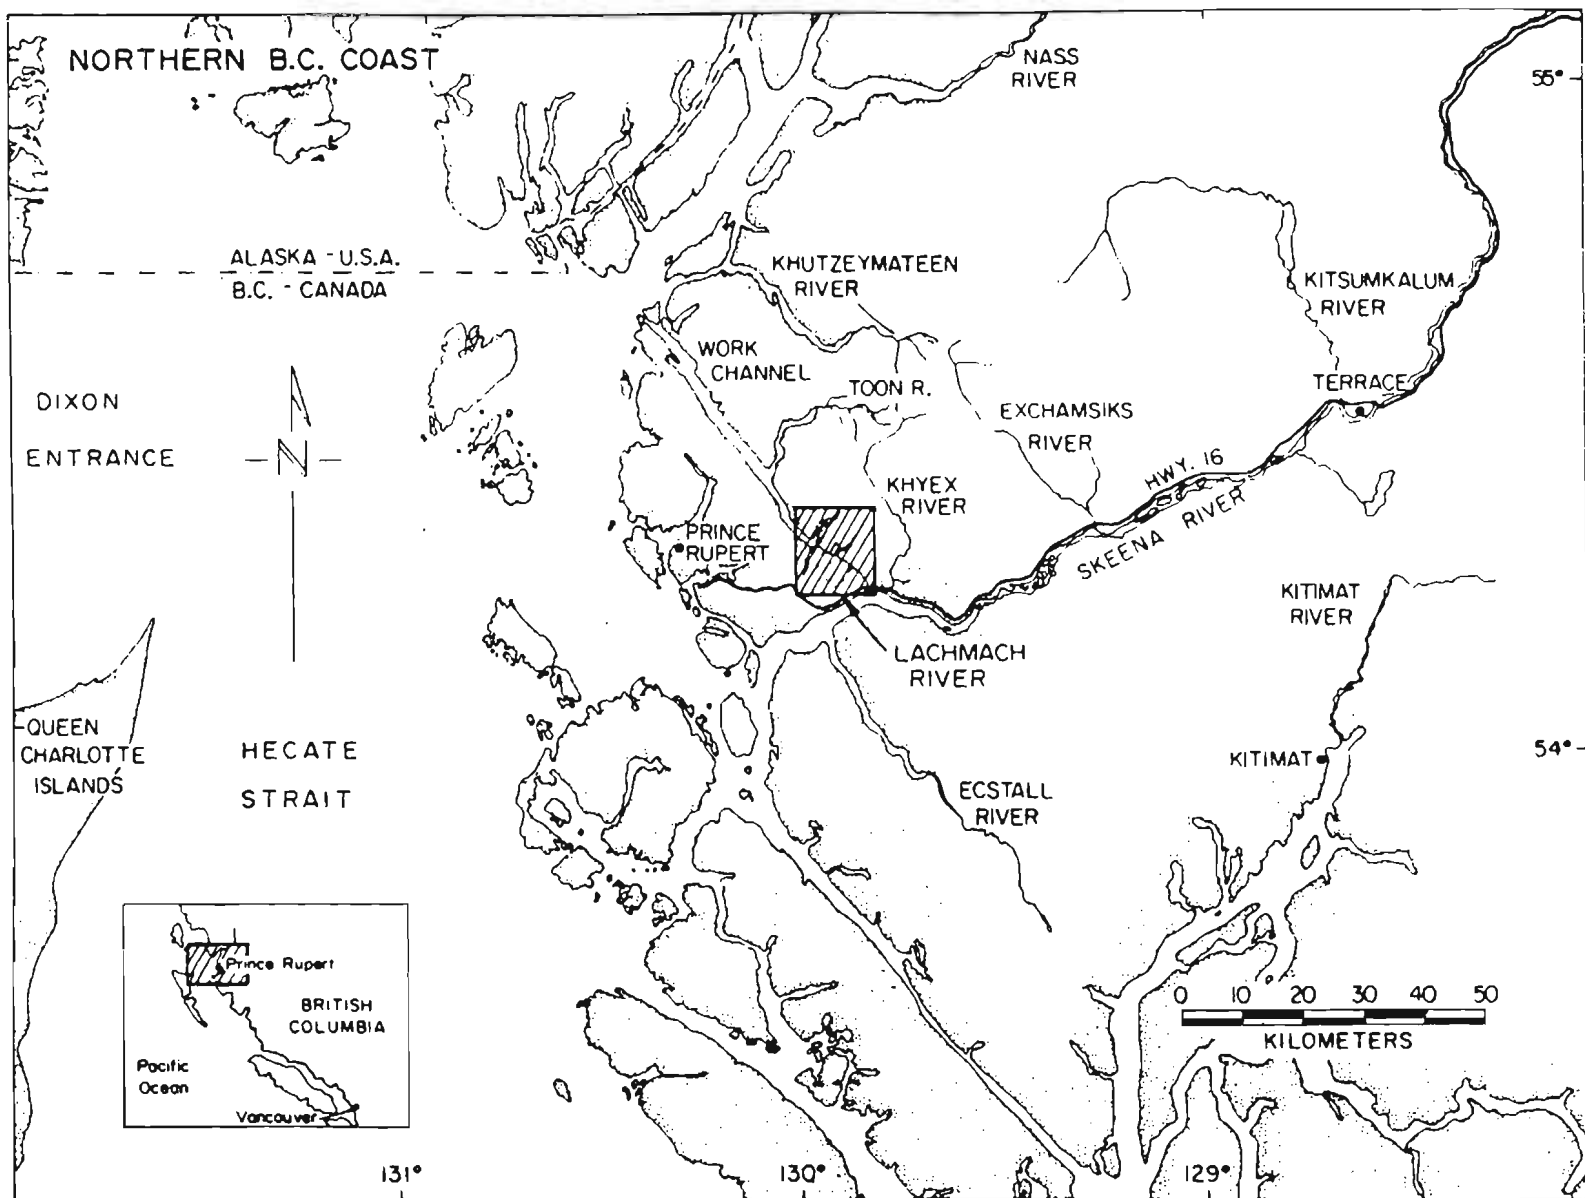 NORTHERN B.C. COAST
NASS
RIVER
55°
ALASKA - U.S.A.
B.C. - CANADA
KHUTZEYMATEEN
RIVER
KITSUMKALUM
RIVER
WORK
CHANNEL
TOON R.
TERRACE
DIXON
ENTRANCE
N
EXCHAMSIKS
RIVER
HWY. 16
SKEENA RIVER
KHYEX
RIVER
PRINCE
RUPERT
KITIMAT
RIVER
LACHMACH
RIVER
QUEEN
CHARLOTTE
ISLANDS
HECATE
STRAIT
54°
KITIMAT
ECSTALL
RIVER
Prince Rupert
BRITISH
COLUMBIA
Pacific
Ocean
Vancouver
0 10 20 30 40 50
KILOMETERS
131° 130° 129°